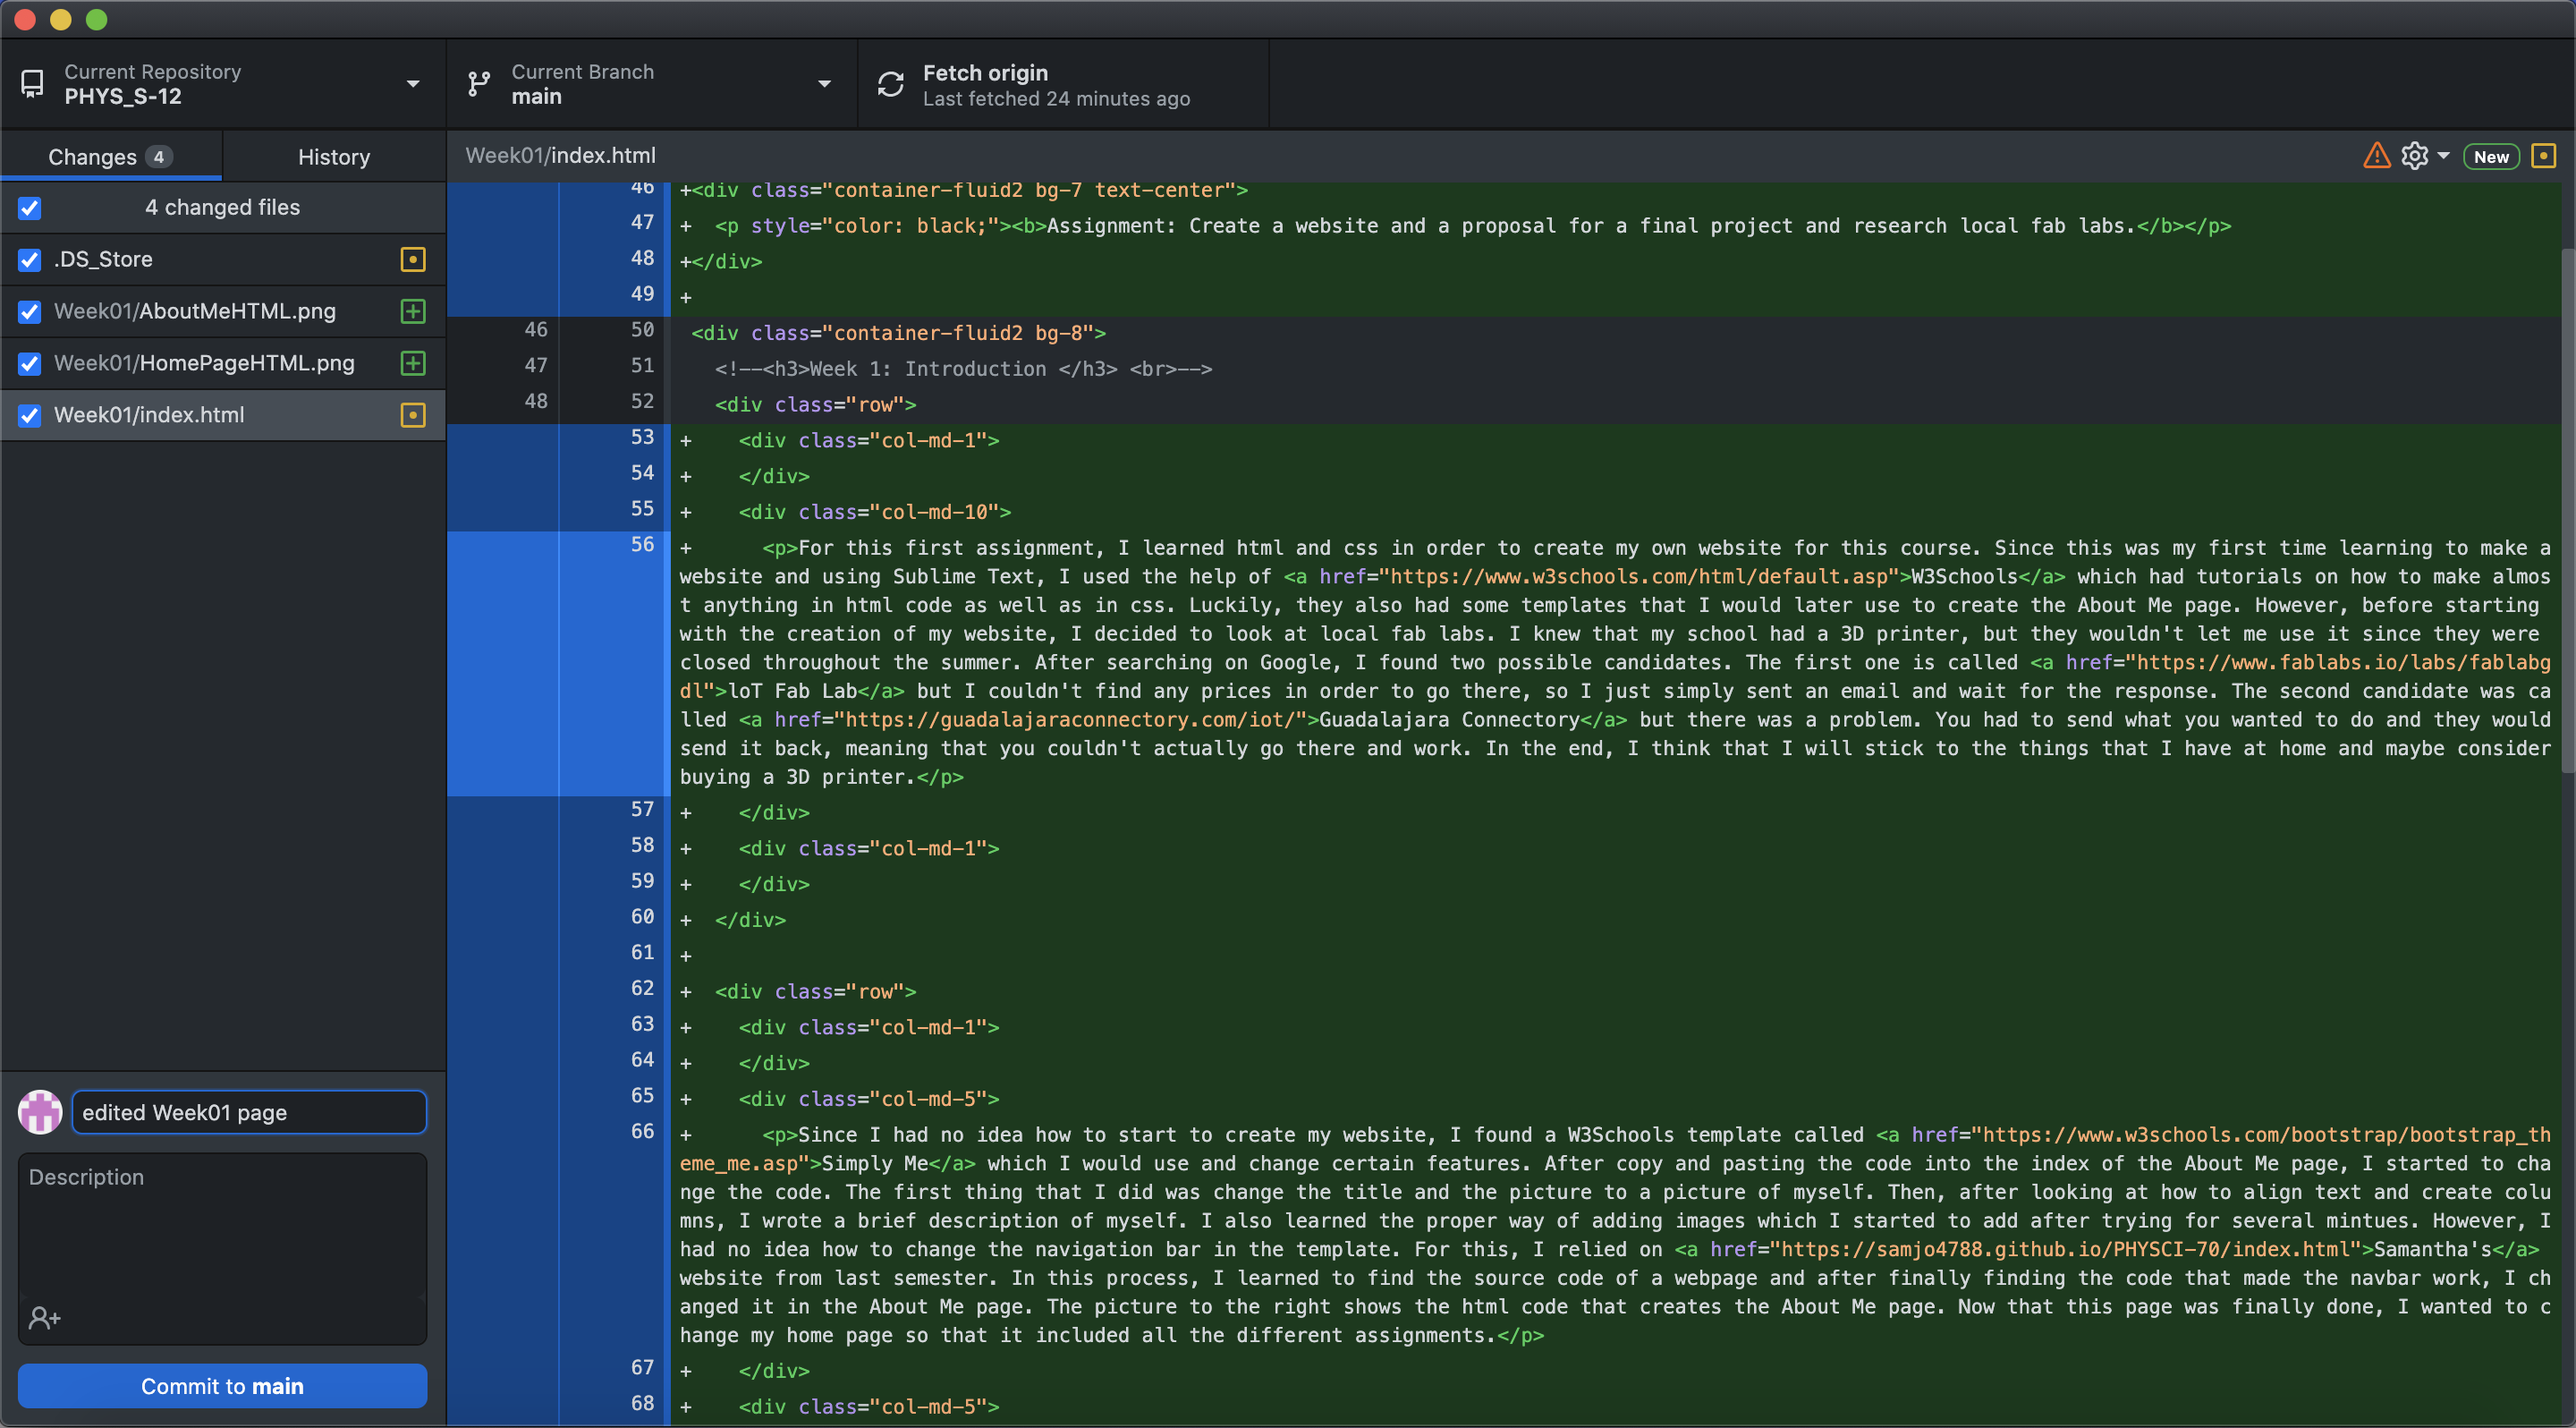 Current Repository
PHYS_S-12
Current Branch
main
Fetch origin
Last fetched 24 minutes ago
Changes 4
History
Week01/index.html
New
4 changed files
.DS_Store
Week01/AboutMeHTML.png
Week01/HomePageHTML.png
Week01/index.html
46 +<div class="container-fluid2 bg-7 text-center">
47 +  <p style="color: black;"><b>Assignment: Create a website and a proposal for a final project and research local fab labs.</b></p>
48 +</div>
49 +
46 50 <div class="container-fluid2 bg-8">
47 51   <!--<h3>Week 1: Introduction </h3> <br>-->
48 52   <div class="row">
53 +    <div class="col-md-1">
54 +    </div>
55 +    <div class="col-md-10">
56 +      <p>For this first assignment, I learned html and css in order to create my own website for this course. Since this was my first time learning to make a
website and using Sublime Text, I used the help of <a href="https://www.w3schools.com/html/default.asp">W3Schools</a> which had tutorials on how to make almos
t anything in html code as well as in css. Luckily, they also had some templates that I would later use to create the About Me page. However, before starting
with the creation of my website, I decided to look at local fab labs. I knew that my school had a 3D printer, but they wouldn't let me use it since they were
closed throughout the summer. After searching on Google, I found two possible candidates. The first one is called <a href="https://www.fablabs.io/labs/fablabg
dl">loT Fab Lab</a> but I couldn't find any prices in order to go there, so I just simply sent an email and wait for the response. The second candidate was ca
lled <a href="https://guadalajaraconnectory.com/iot/">Guadalajara Connectory</a> but there was a problem. You had to send what you wanted to do and they would
send it back, meaning that you couldn't actually go there and work. In the end, I think that I will stick to the things that I have at home and maybe consider
buying a 3D printer.</p>
57 +    </div>
58 +    <div class="col-md-1">
59 +    </div>
60 +  </div>
61 +
62 +  <div class="row">
63 +    <div class="col-md-1">
64 +    </div>
65 +    <div class="col-md-5">
66 +      <p>Since I had no idea how to start to create my website, I found a W3Schools template called <a href="https://www.w3schools.com/bootstrap/bootstrap_th
eme_me.asp">Simply Me</a> which I would use and change certain features. After copy and pasting the code into the index of the About Me page, I started to cha
nge the code. The first thing that I did was change the title and the picture to a picture of myself. Then, after looking at how to align text and create colu
mns, I wrote a brief description of myself. I also learned the proper way of adding images which I started to add after trying for several mintues. However, I
had no idea how to change the navigation bar in the template. For this, I relied on <a href="https://samjo4788.github.io/PHYSCI-70/index.html">Samantha's</a>
website from last semester. In this process, I learned to find the source code of a webpage and after finally finding the code that made the navbar work, I ch
anged it in the About Me page. The picture to the right shows the html code that creates the About Me page. Now that this page was finally done, I wanted to c
hange my home page so that it included all the different assignments.</p>
67 +    </div>
68 +    <div class="col-md-5">
edited Week01 page
Description
Commit to main